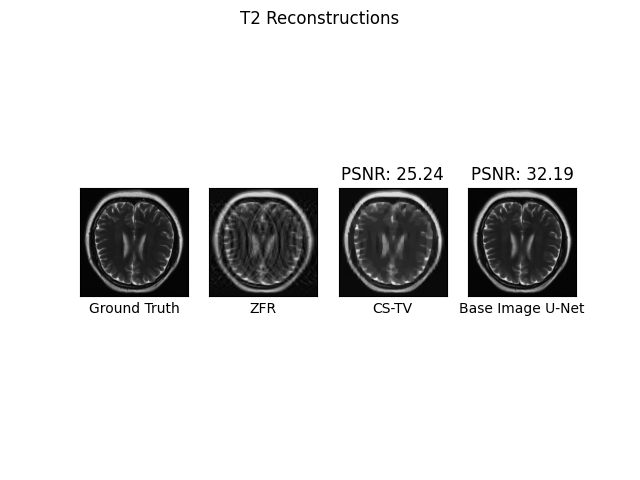 T2 Reconstructions
PSNR: 25.24
PSNR: 32.19
Ground Truth
ZFR
CS-TV
Base Image U-Net